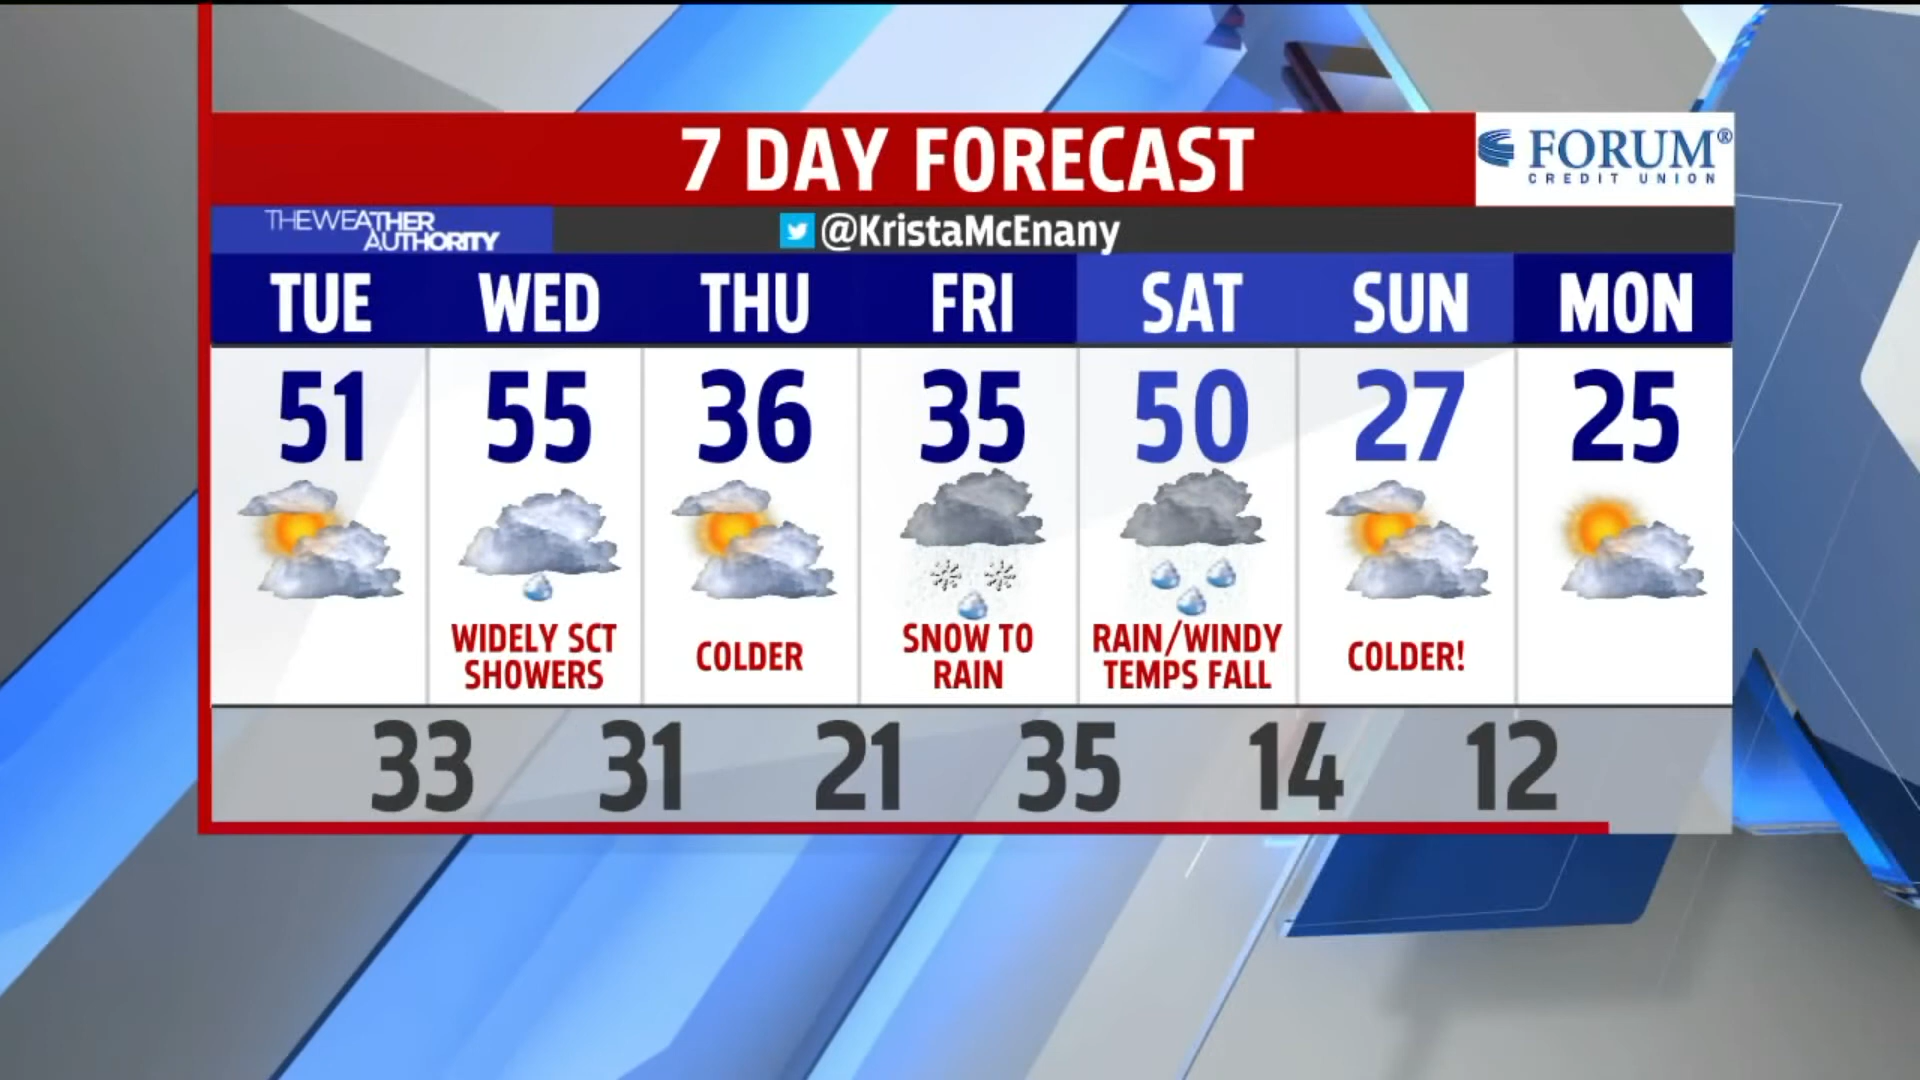 7 DAY FORECAST
FORUM®
CREDIT UNION
THEWEATHER
AUTHORITY
@KristaMcEnany
TUE WED THU FRI SAT SUN MON
51 55 36 35 50 27 25
WIDELY SCT
SHOWERS
COLDER
SNOW TO
RAIN
RAIN/WINDY
TEMPS FALL
COLDER!
33 31 21 35 14 12